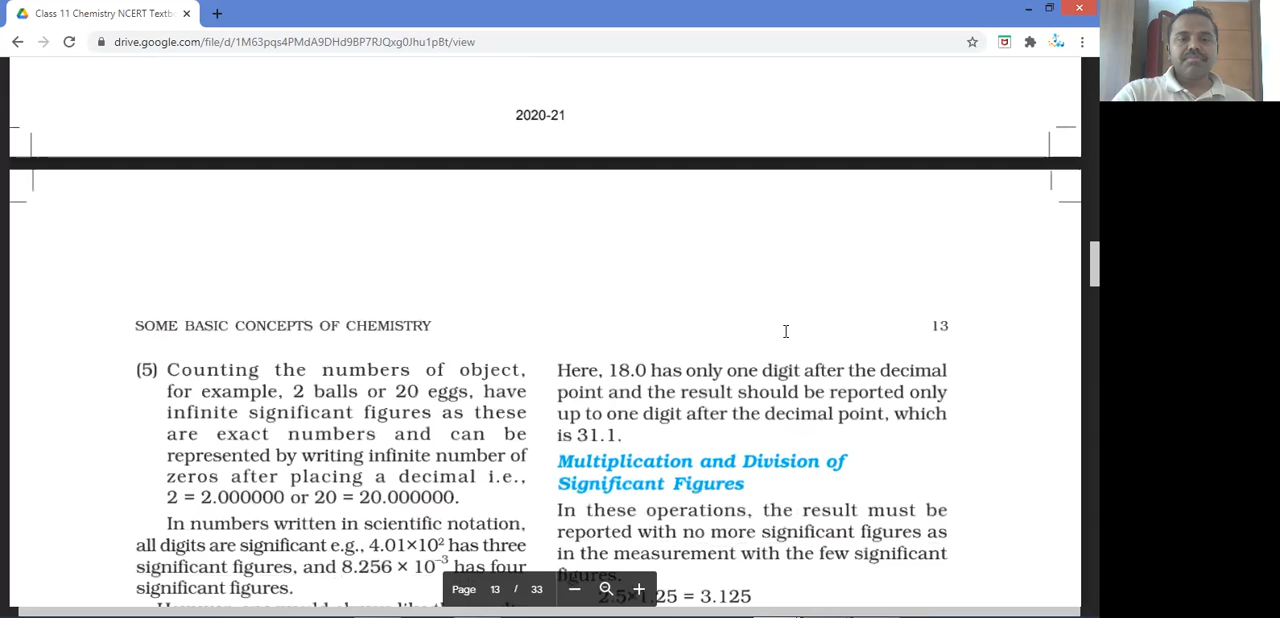 Class 11 Chemistry NCERT Textb
drive.google.com/file/d/1M63pqs4PMdA9DHd9BP7RJQxg0Jhu1pBt/view
2020-21
SOME BASIC CONCEPTS OF CHEMISTRY
13
(5) Counting the numbers of object,
for example, 2 balls or 20 eggs, have
infinite significant figures as these
are exact numbers and can be
represented by writing infinite number of
zeros after placing a decimal i.e.,
2 = 2.000000 or 20 = 20.000000.
In numbers written in scientific notation,
all digits are significant e.g., 4.01×10² has three
significant figures, and 8.256 × 10⁻³ has four
significant figures.
Here, 18.0 has only one digit after the decimal
point and the result should be reported only
up to one digit after the decimal point, which
is 31.1.
Multiplication and Division of
Significant Figures
In these operations, the result must be
reported with no more significant figures as
in the measurement with the few significant
figures.
2.5×1.25 = 3.125
Page 13 / 33